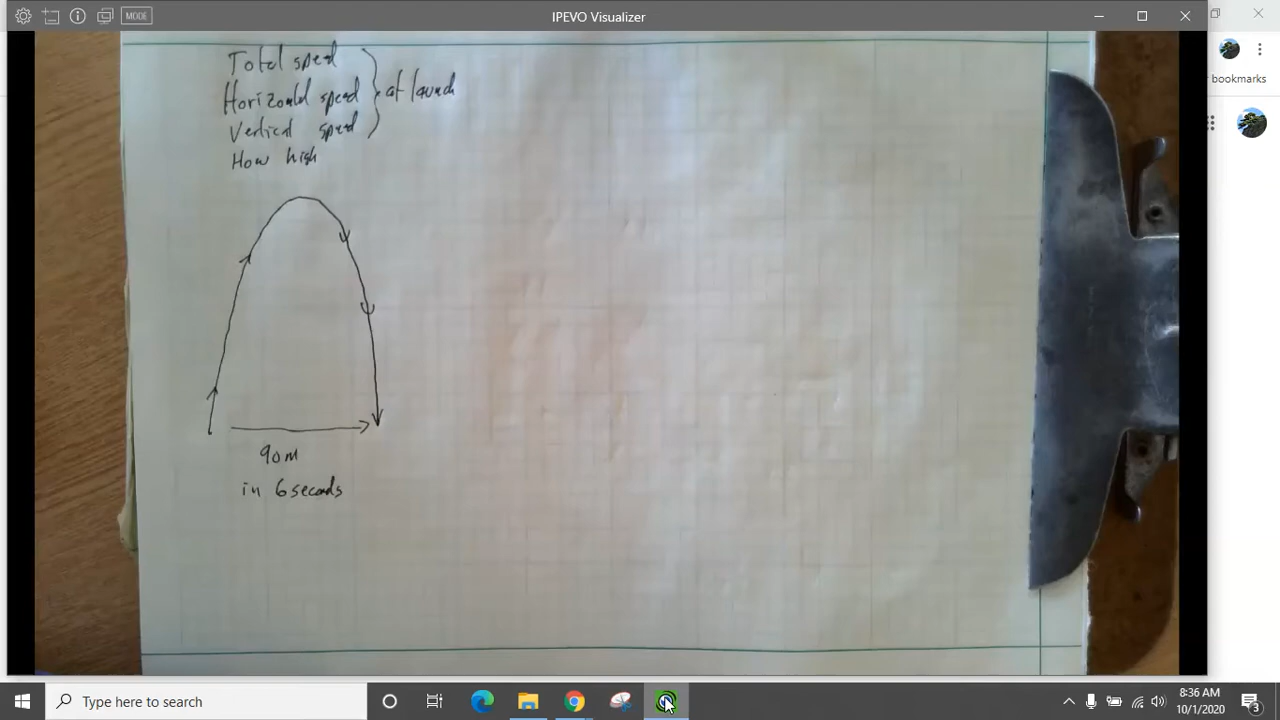 IPEVO Visualizer
MODE
bookmarks
Total speed
Horizontal speed
Vertical speed
at launch
How high
90m
in 6 seconds
Type here to search
8:36 AM
10/1/2020
3